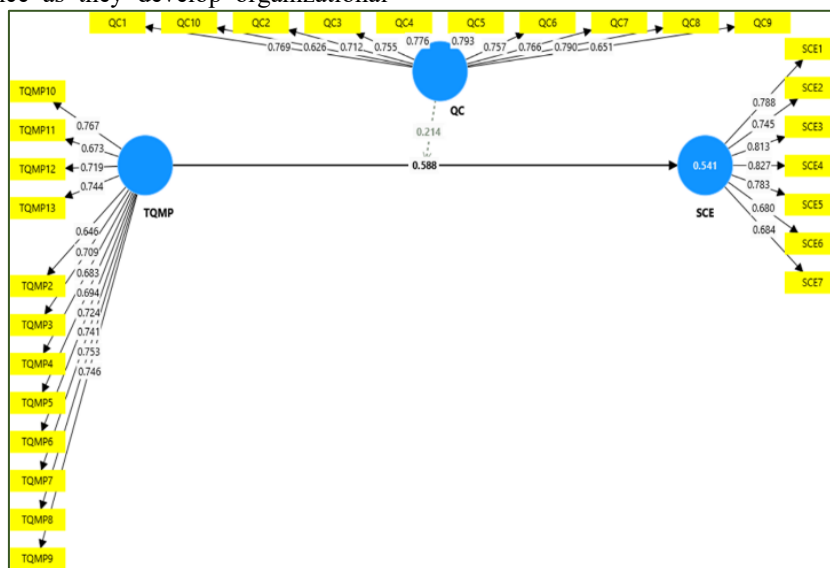 nce as they develop organizational
QC1 QC10 QC2 QC3 QC4 QC5 QC6 QC7 QC8 QC9
0.769 0.626 0.712 0.755 0.776 0.793 0.757 0.766 0.790 0.651
QC
0.214
TQMP10
TQMP11
TQMP12
TQMP13
0.767
0.673
0.719
0.744
TQMP
0.588
0.541
SCE
0.788
0.745
0.813
0.827
0.783
0.680
0.684
SCE1
SCE2
SCE3
SCE4
SCE5
SCE6
SCE7
0.646
0.709
0.683
0.694
0.724
0.741
0.753
0.746
TQMP2
TQMP3
TQMP4
TQMP5
TQMP6
TQMP7
TQMP8
TQMP9